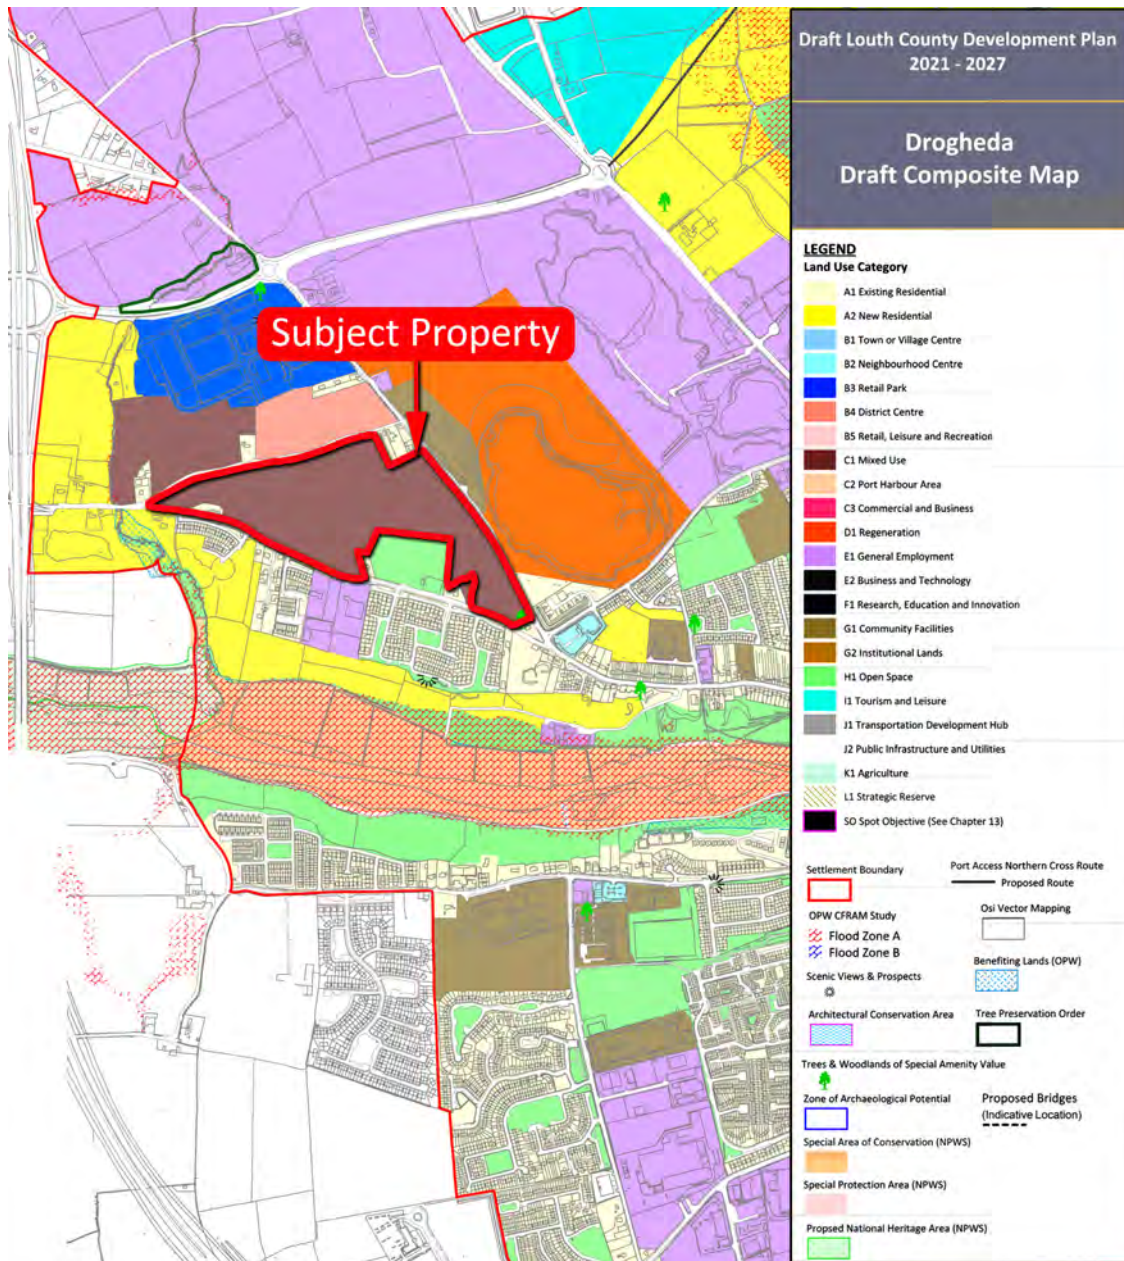 Draft Louth County Development Plan
2021 - 2027
Drogheda
Draft Composite Map
Subject Property
LEGEND
Land Use Category
A1 Existing Residential
A2 New Residential
B1 Town or Village Centre
B2 Neighbourhood Centre
B3 Retail Park
B4 District Centre
B5 Retail, Leisure and Recreation
C1 Mixed Use
C2 Port Harbour Area
C3 Commercial and Business
D1 Regeneration
E1 General Employment
E2 Business and Technology
F1 Research, Education and Innovation
G1 Community Facilities
G2 Institutional Lands
H1 Open Space
I1 Tourism and Leisure
J1 Transportation Development Hub
J2 Public Infrastructure and Utilities
K1 Agriculture
L1 Strategic Reserve
SO Spot Objective (See Chapter 13)
Settlement Boundary
Port Access Northern Cross Route
Proposed Route
OPW CFRAM Study
Flood Zone A
Flood Zone B
Osi Vector Mapping
Scenic Views & Prospects
Benefiting Lands (OPW)
Architectural Conservation Area
Tree Preservation Order
Trees & Woodlands of Special Amenity Value
Zone of Archaeological Potential
Proposed Bridges
(Indicative Location)
Special Area of Conservation (NPWS)
Special Protection Area (NPWS)
Propsed National Heritage Area (NPWS)